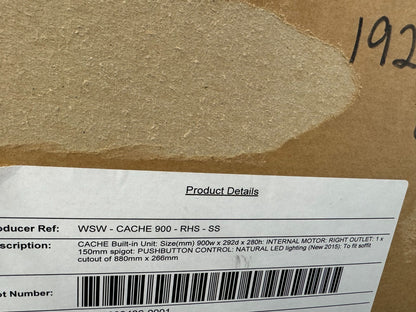 192
Product Details
oducer Ref: WSW - CACHE 900 - RHS - SS
escription: CACHE Built-in Unit: Size(mm) 900w x 292d x 280h: INTERNAL MOTOR: RIGHT OUTLET: 1 x
150mm spigot: PUSHBUTTON CONTROL: NATURAL LED lighting (New 2015): To fit soffit
cutout of 880mm x 266mm
ot Number: